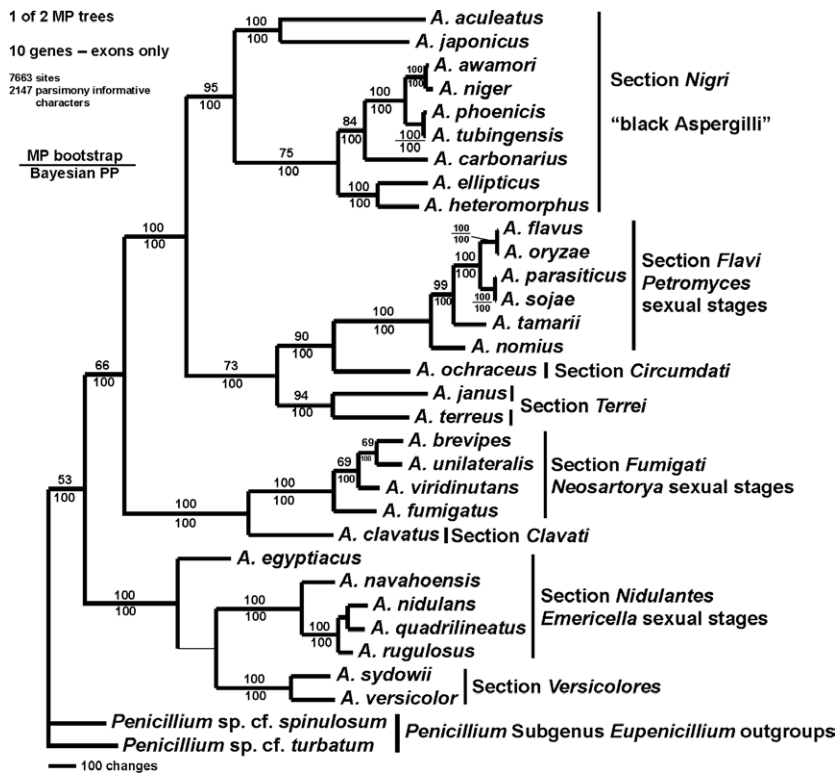 1 of 2 MP trees
10 genes – exons only
7663 sites
2147 parsimony informative
characters
MP bootstrap
Bayesian PP
100
100
A. aculeatus
A. japonicus
95
100
100
100
A. awamori
A. niger
100
100
A. phoenicis
A. tubingensis
100
100
84
100
A. carbonarius
75
100
100
100
A. ellipticus
A. heteromorphus
Section Nigri
"black Aspergilli"
100
100
A. flavus
100
100
A. oryzae
100
100
A. parasiticus
100
100
A. sojae
99
100
A. tamarii
100
100
A. nomius
Section Flavi
Petromyces
sexual stages
90
100
A. ochraceus
Section Circumdati
73
100
94
100
A. janus
A. terreus
Section Terrei
66
100
69
100
A. brevipes
A. unilateralis
69
100
A. viridinutans
100
100
A. fumigatus
Section Fumigati
Neosartorya sexual stages
100
100
A. clavatus
Section Clavati
53
100
A. egyptiacus
100
100
A. navahoensis
100
100
A. nidulans
A. quadrilineatus
100
100
A. rugulosus
Section Nidulantes
Emericella sexual stages
100
100
A. sydowii
A. versicolor
Section Versicolores
Penicillium sp. cf. spinulosum
Penicillium sp. cf. turbatum
Penicillium Subgenus Eupenicillium outgroups
100 changes